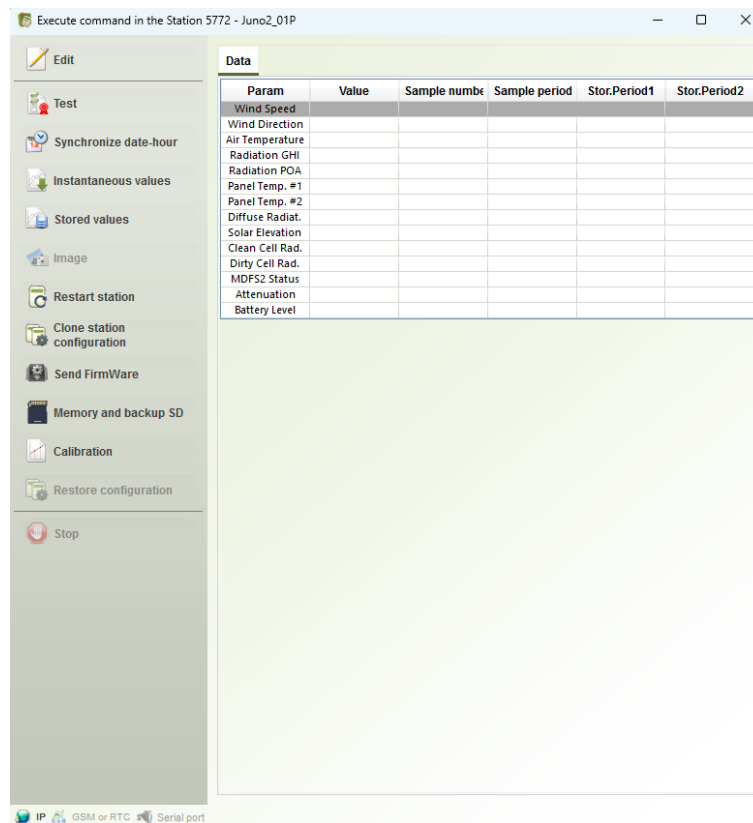 Execute command in the Station 5772 - Juno2_01P
Edit
Test
Synchronize date-hour
Instantaneous values
Stored values
Image
Restart station
Clone station
configuration
Send FirmWare
Memory and backup SD
Calibration
Restore configuration
Stop
Data
Param Value Sample numbe Sample period Stor.Period1 Stor.Period2
Wind Speed
Wind Direction
Air Temperature
Radiation GHI
Radiation POA
Panel Temp. #1
Panel Temp. #2
Diffuse Radiat.
Solar Elevation
Clean Cell Rad.
Dirty Cell Rad.
MDFS2 Status
Attenuation
Battery Level
IP GSM or RTC Serial port